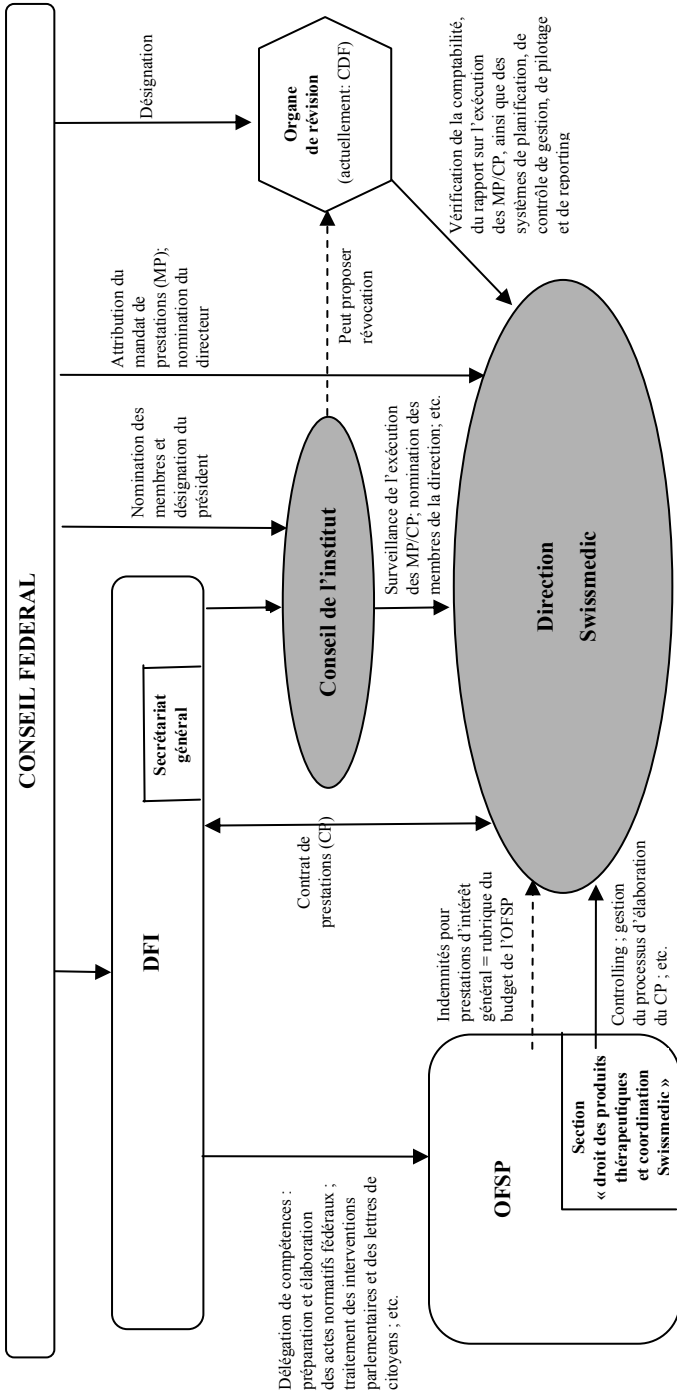 CONSEIL FEDERAL
DFI
Secrétariat
général
Nomination des
membres et
désignation du
président
Attribution du
mandat de
prestations (MP);
nomination du
directeur
Désignation
Organe
de révision
(actuellement: CDF)
Délégation de compétences :
préparation et élaboration
des actes normatifs fédéraux ;
traitement des interventions
parlementaires et des lettres de
citoyens ; etc.
Contrat de
prestations (CP)
Conseil de l’institut
Peut proposer
révocation
Surveillance de l’exécution
des MP/CP; nomination des
membres de la direction; etc.
Vérification de la comptabilité,
du rapport sur l’exécution
des MP/CP, ainsi que des
systèmes de planification, de
contrôle de gestion, de pilotage
et de reporting
Indemnités pour
prestations d’intérêt
général = rubrique du
budget de l’OFSP
OFSP
Section
« droit des produits
thérapeutiques
et coordination
Swissmedic »
Controlling ; gestion
du processus d’élaboration
du CP ; etc.
Direction
Swissmedic